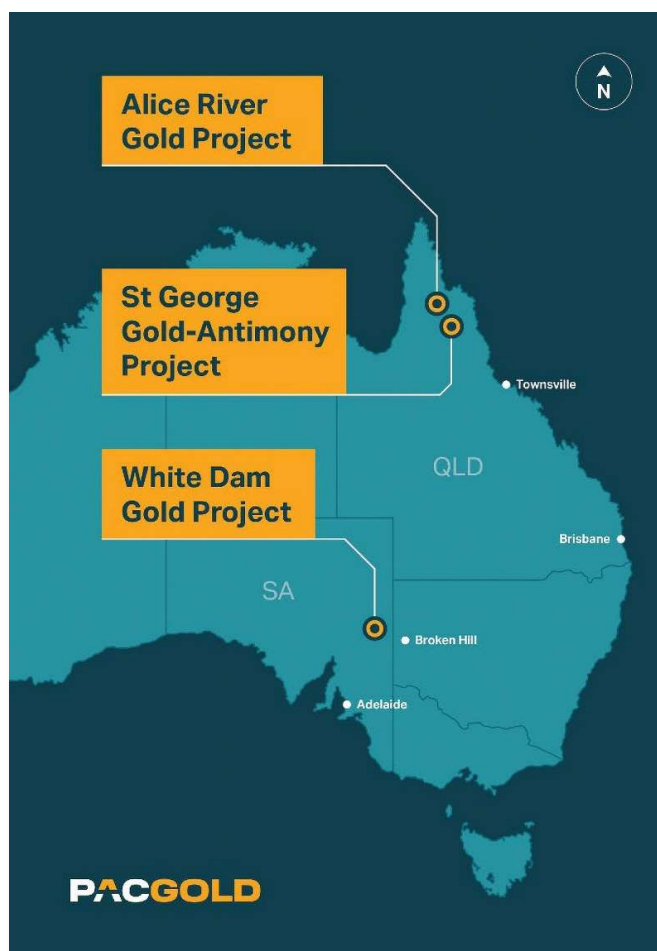 Alice River
Gold Project
N
St George
Gold-Antimony
Project
Townsville
White Dam
Gold Project
QLD
Brisbane
SA
Broken Hill
Adelaide
PACGOLD